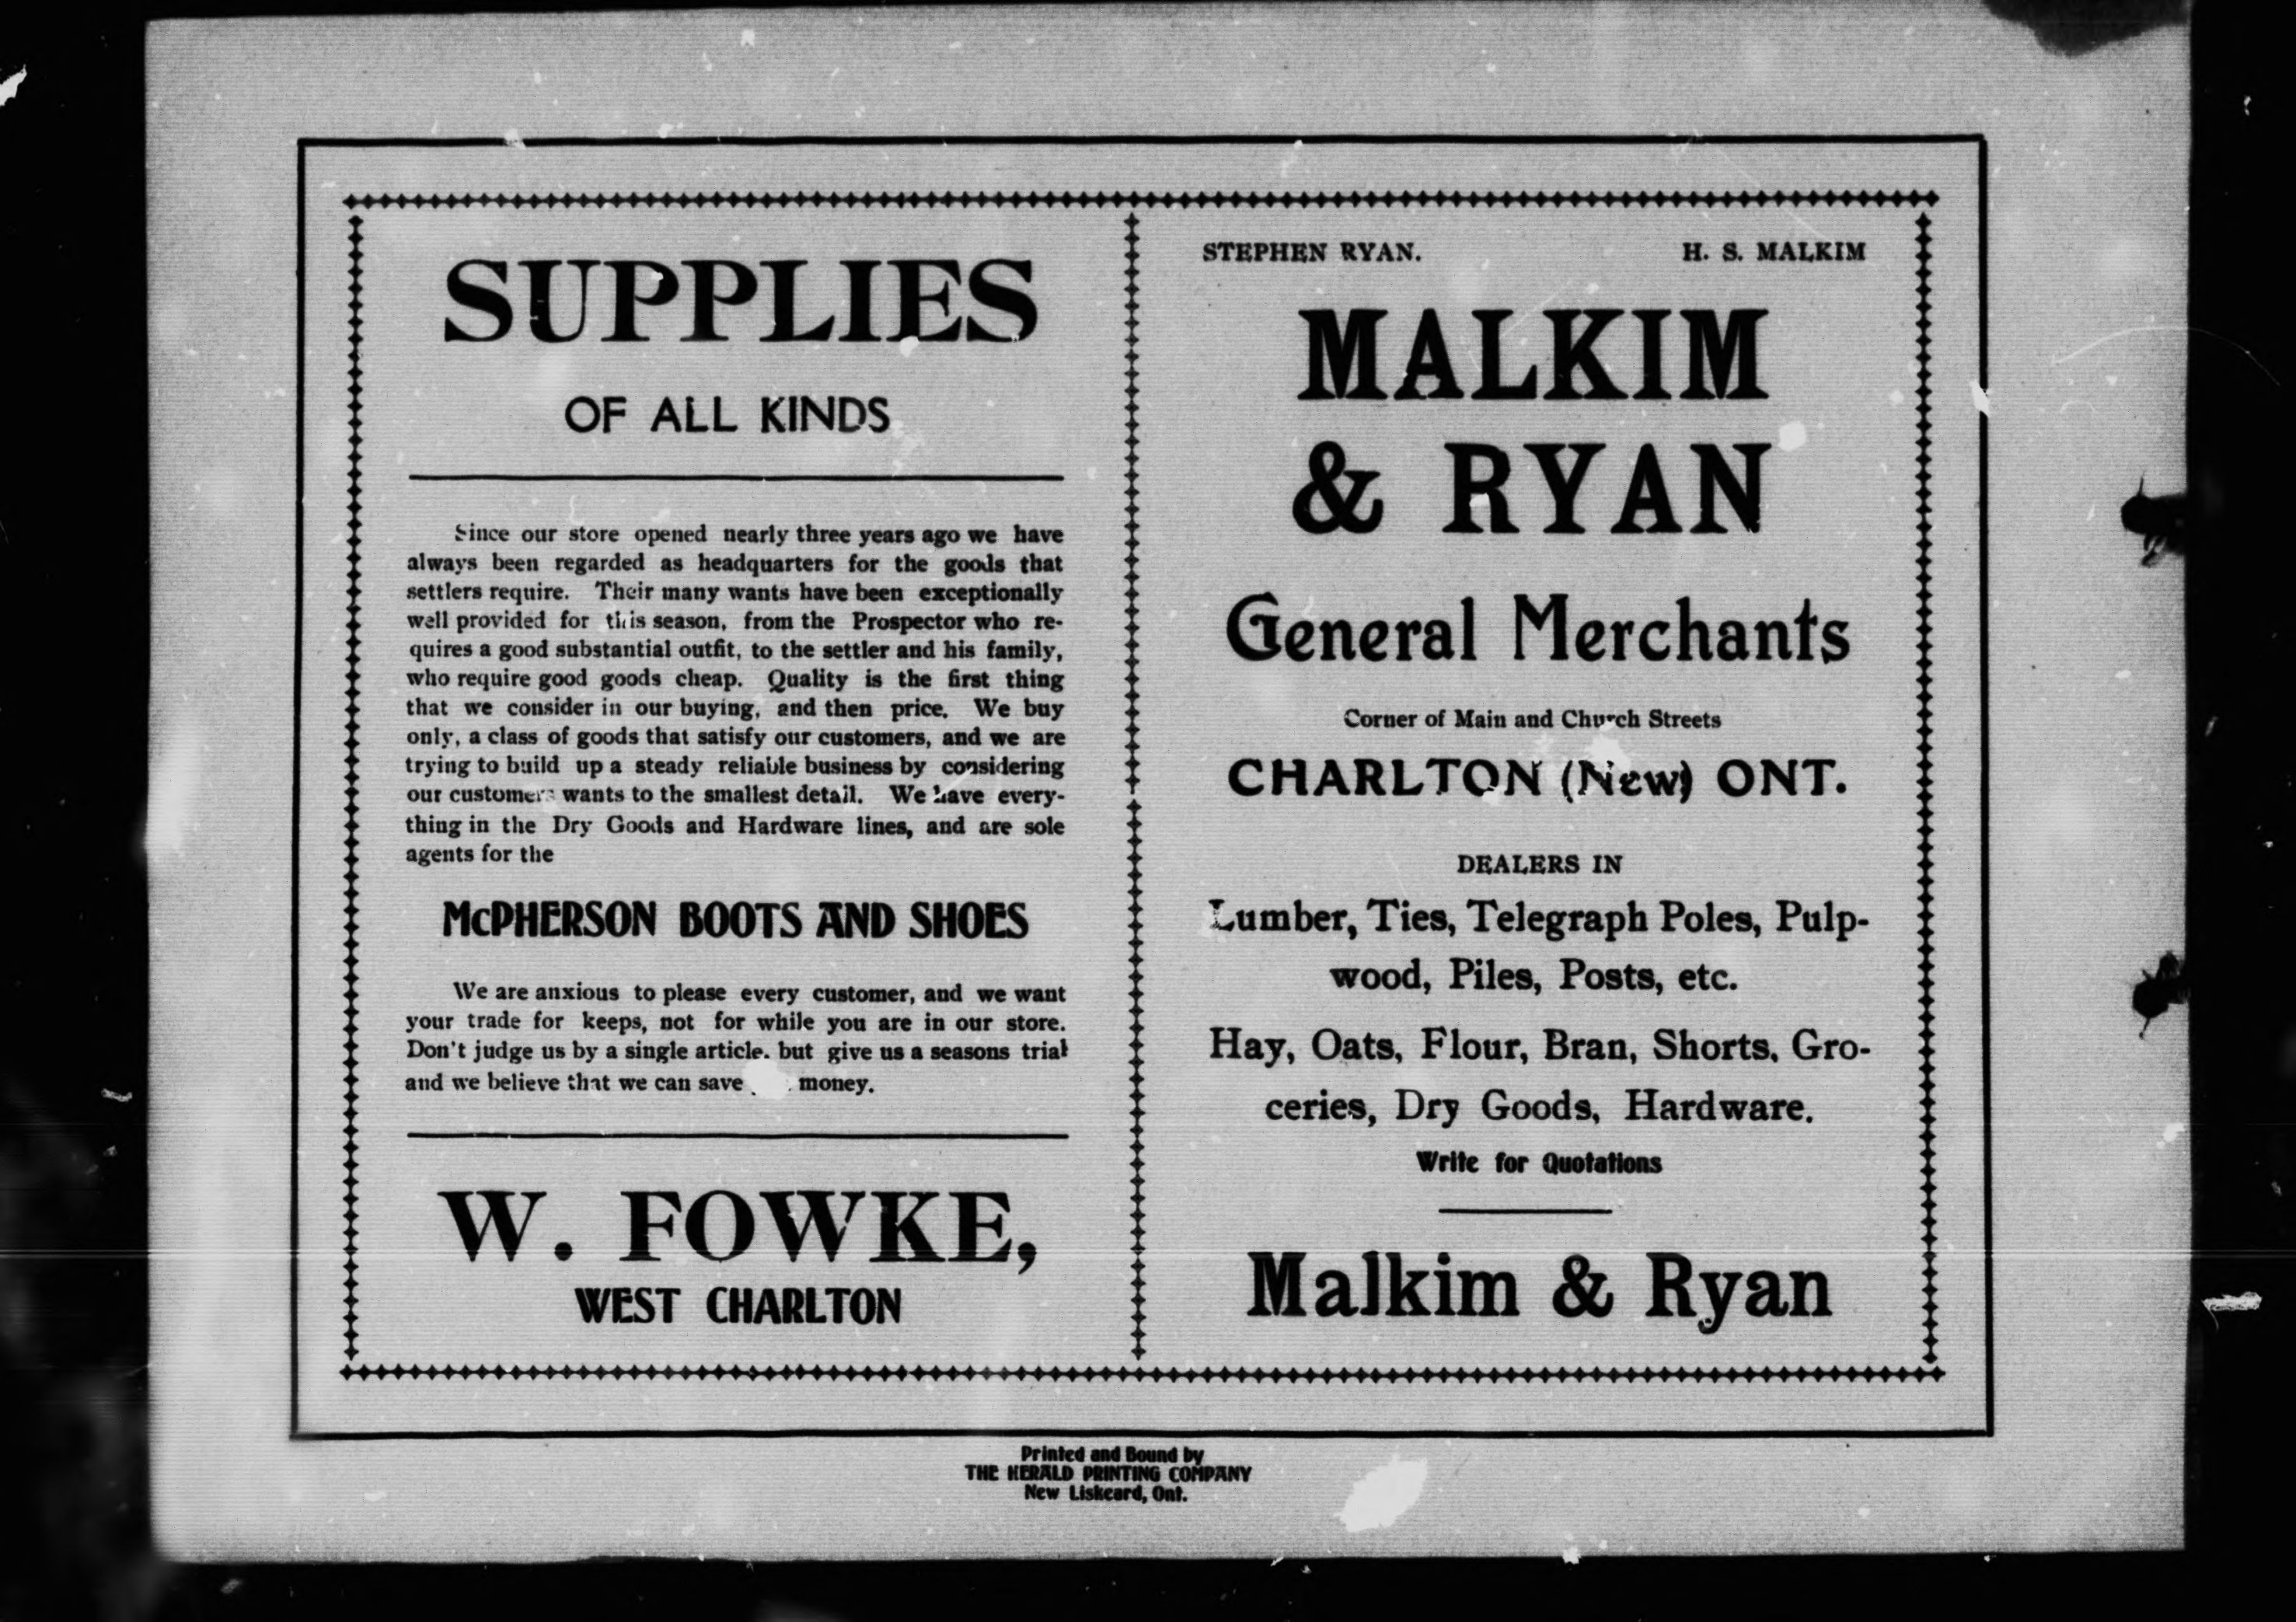 SUPPLIES
OF ALL KINDS
Since our store opened nearly three years ago we have
always been regarded as headquarters for the goods that
settlers require. Their many wants have been exceptionally
well provided for this season, from the Prospector who re-
quires a good substantial outfit, to the settler and his family,
who require good goods cheap. Quality is the first thing
that we consider in our buying, and then price. We buy
only, a class of goods that satisfy our customers, and we are
trying to build up a steady reliable business by considering
our customers wants to the smallest detail. We have every-
thing in the Dry Goods and Hardware lines, and are sole
agents for the
McPHERSON BOOTS AND SHOES
We are anxious to please every customer, and we want
your trade for keeps, not for while you are in our store.
Don't judge us by a single article. but give us a seasons trial
and we believe that we can save money.
W. FOWKE,
WEST CHARLTON
STEPHEN RYAN. H. S. MALKIM
MALKIM
& RYAN
General Merchants
Corner of Main and Church Streets
CHARLTON (New) ONT.
DEALERS IN
Lumber, Ties, Telegraph Poles, Pulp-
wood, Piles, Posts, etc.
Hay, Oats, Flour, Bran, Shorts, Gro-
ceries, Dry Goods, Hardware.
Write for Quotations
Malkim & Ryan
Printed and Bound by
THE HERALD PRINTING COMPANY
New Liskeard, Ont.